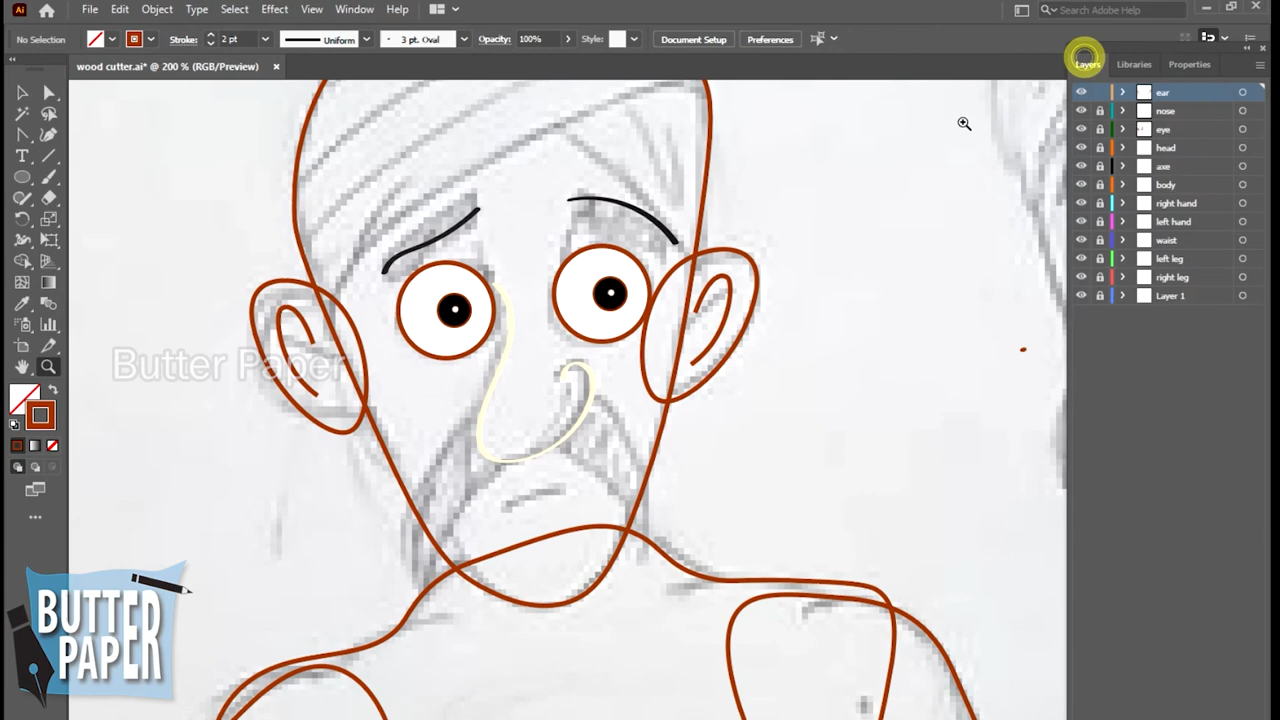 Ai
File Edit Object Type Select Effect View Window Help
Search Adobe Help
No Selection Stroke: 2 pt Uniform 3 pt. Oval Opacity: 100% Style: Document Setup Preferences
wood cutter.ai* @ 200 % (RGB/Preview)
Layers Libraries Properties
ear
nose
eye
head
axe
body
right hand
left hand
waist
left leg
right leg
Layer 1
Butter Paper
BUTTER
PAPER